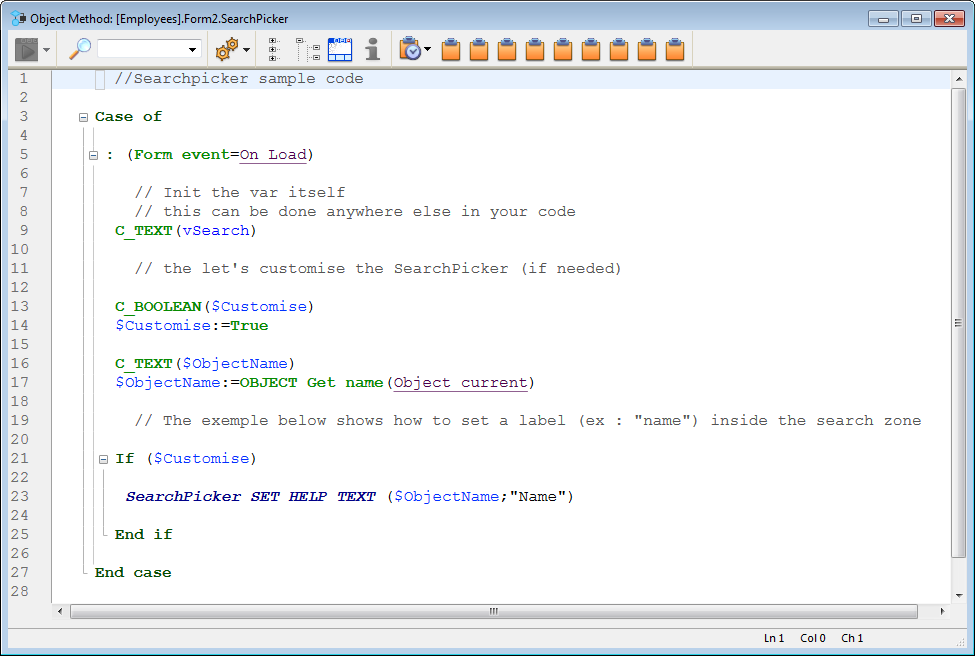 Object Method: [Employees].Form2.SearchPicker
1 //Searchpicker sample code
2
3 Case of
4
5 : (Form event=On Load)
6
7 // Init the var itself
8 // this can be done anywhere else in your code
9 C_TEXT(vSearch)
10
11 // the let's customise the SearchPicker (if needed)
12
13 C_BOOLEAN($Customise)
14 $Customise:=True
15
16 C_TEXT($ObjectName)
17 $ObjectName:=OBJECT Get name(Object current)
18
19 // The exemple below shows how to set a label (ex : "name") inside the search zone
20
21 If ($Customise)
22
23 SearchPicker SET HELP TEXT ($ObjectName;"Name")
24
25 End if
26
27 End case
28
Ln 1 Col 0 Ch 1